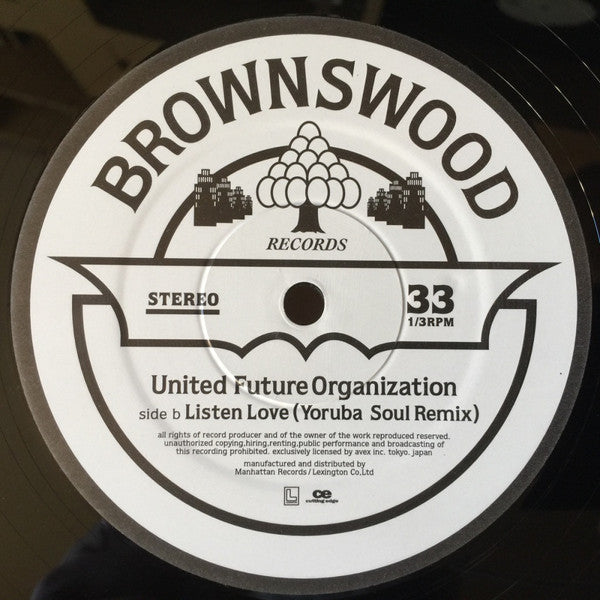 BROWNSWOOD
RECORDS
STEREO
33
1/3RPM
United Future Organization
side b Listen Love (Yoruba Soul Remix)
all rights of record producer and of the owner of the work reproduced reserved.
unauthorized copying,hiring,renting,public performance and broadcasting of
this recording prohibited. exclusively licensed by avex inc. tokyo. japan
manufactured and distributed by
Manhattan Records / Lexington Co,Ltd
L
ce
cutting edge